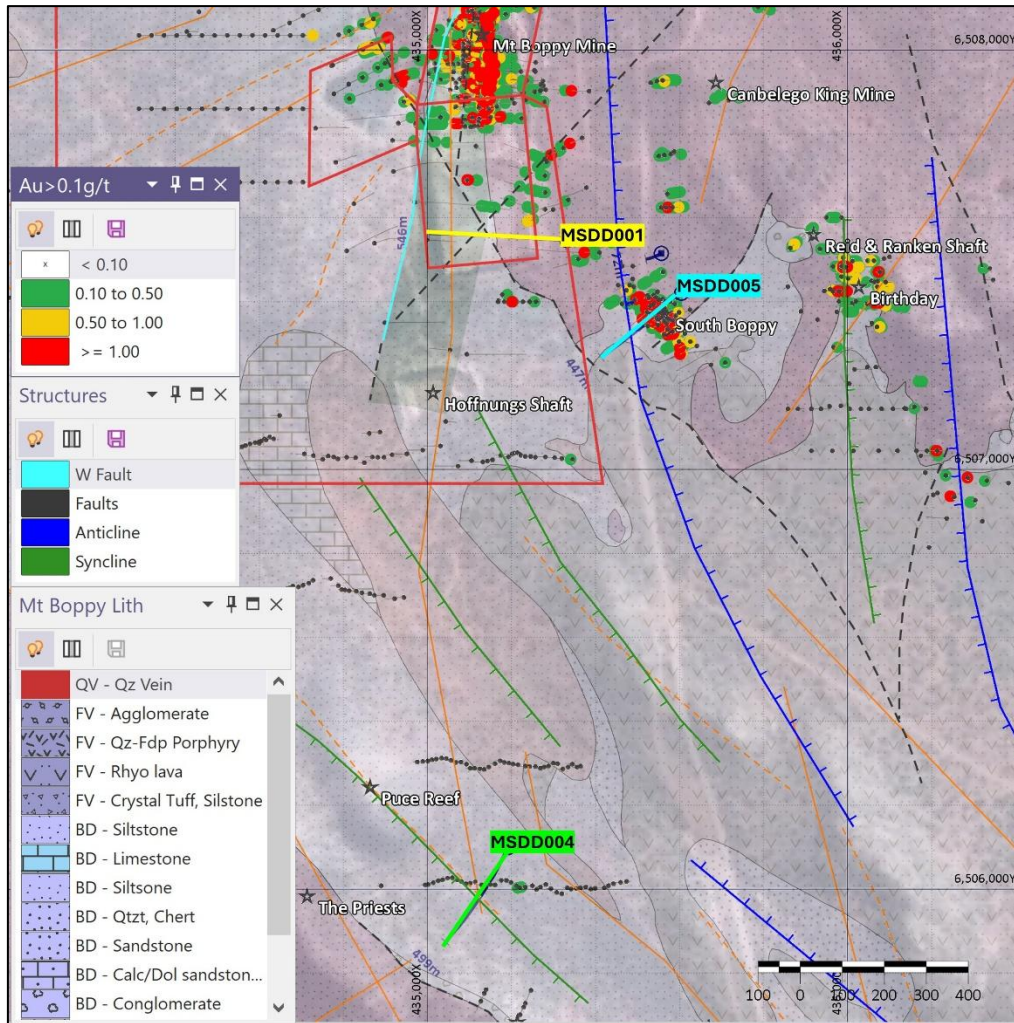 435,000X
436,000X
Mt Boppy Mine
6,508,000Y
Canbelego King Mine
Au>0.1g/t
x
< 0.10
0.10 to 0.50
0.50 to 1.00
>= 1.00
546m
MSDD001
Reid & Ranken Shaft
MSDD005
Birthday
South Boppy
447m
Structures
Hoffnungs Shaft
W Fault
Faults
Anticline
Syncline
6,507,000Y
Mt Boppy Lith
QV - Qz Vein
FV - Agglomerate
FV - Qz-Fdp Porphyry
FV - Rhyo lava
FV - Crystal Tuff, Silstone
BD - Siltstone
BD - Limestone
BD - Siltsone
BD - Qtzt, Chert
BD - Sandstone
BD - Calc/Dol sandston...
BD - Conglomerate
Puce Reef
MSDD004
6,506,000Y
The Priests
499m
435,000X
100 0 100 200 300 400